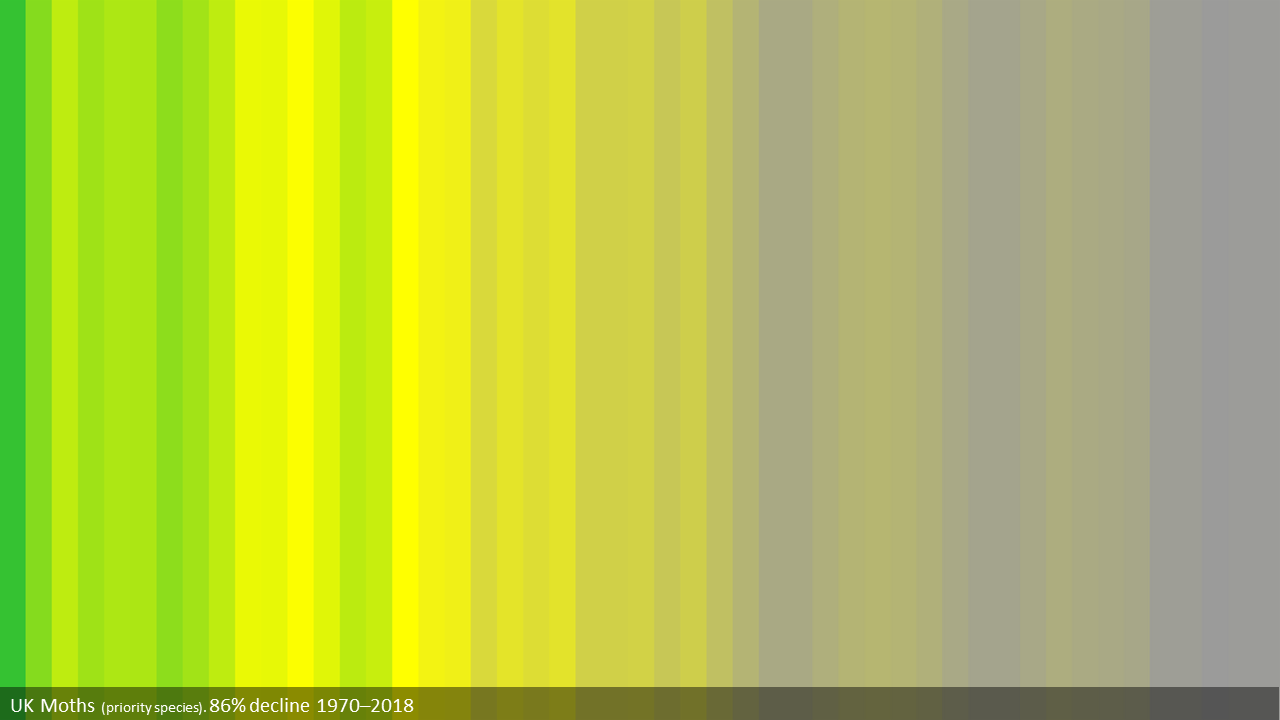 UK Moths (priority species). 86% decline 1970–2018